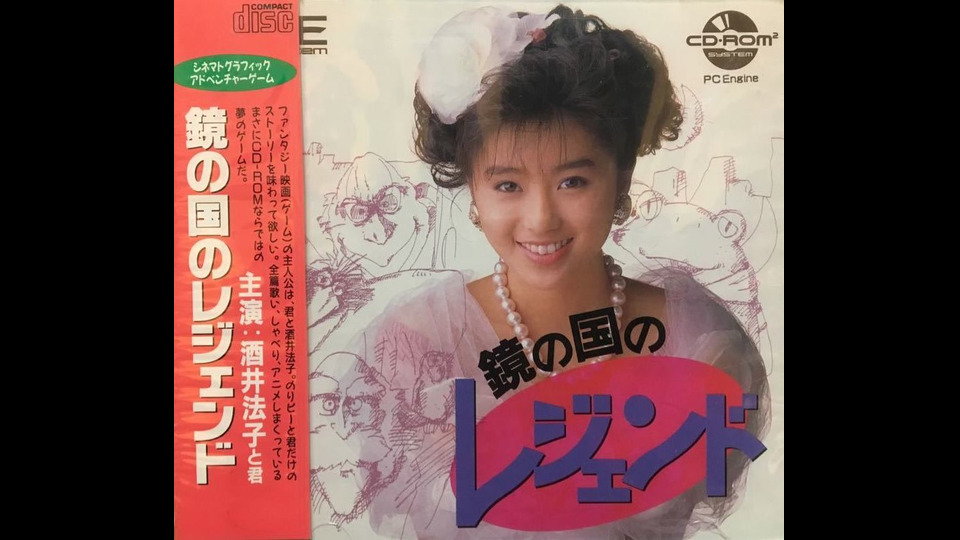 COMPACT
disc
シネマトグラフィック
アドベンチャーゲーム
鏡の国のレジェンド
ファンタジー映画(ゲーム)の主人公は、君と酒井法子。のりピーと君だけの
ストーリーを味わって欲しい。全篇歌い、しゃべり、アニメしまくっている
まさにCD-ROMならではの
夢のゲームだ。
主演:酒井法子と君
CD-ROM²
SYSTEM
PC Engine
鏡の国の
レジェンド